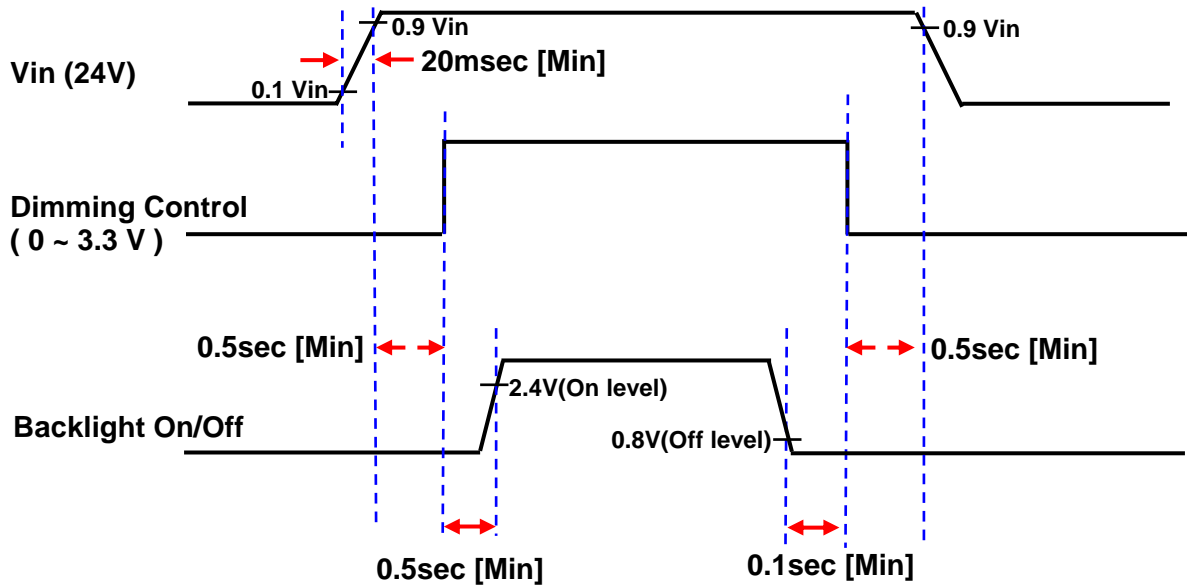 0.9 Vin
0.9 Vin
20msec [Min]
Vin (24V)
0.1 Vin
Dimming Control
( 0 ~ 3.3 V )
0.5sec [Min]
0.5sec [Min]
2.4V(On level)
Backlight On/Off
0.8V(Off level)
0.5sec [Min]
0.1sec [Min]